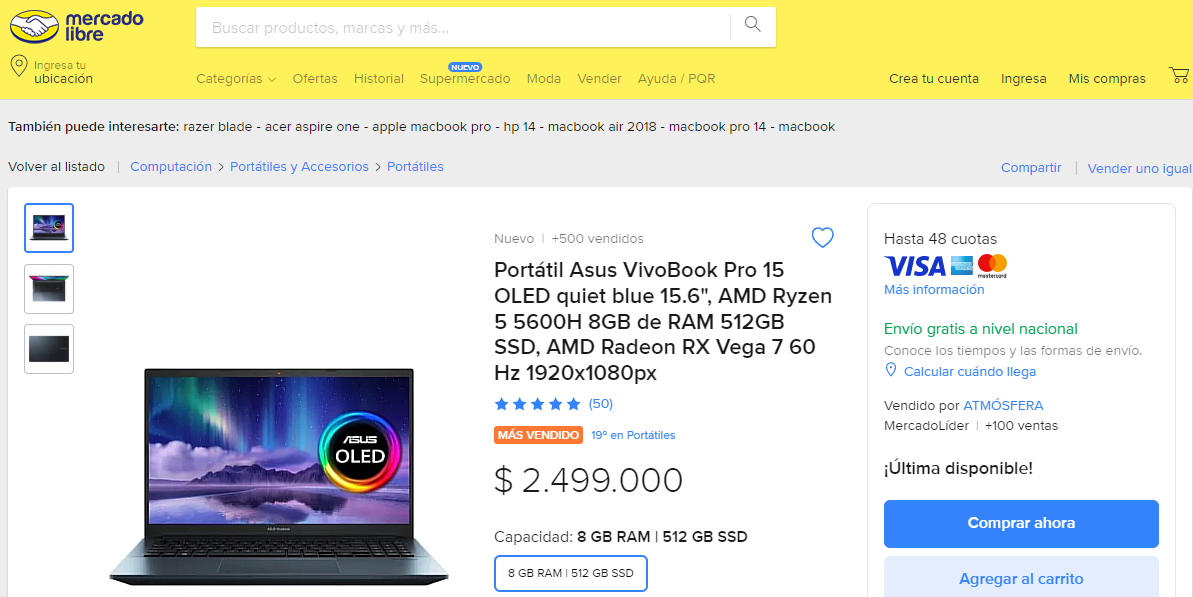 mercado
libre
Buscar productos, marcas y más...
Ingresa tu
ubicación
NUEVO
Categorías Ofertas Historial Supermercado Moda Vender Ayuda / PQR
Crea tu cuenta Ingresa Mis compras
También puede interesarte: razer blade - acer aspire one - apple macbook pro - hp 14 - macbook air 2018 - macbook pro 14 - macbook
Volver al listado | Computación > Portátiles y Accesorios > Portátiles
Compartir | Vender uno igual
Nuevo | +500 vendidos
Portátil Asus VivoBook Pro 15
OLED quiet blue 15.6", AMD Ryzen
5 5600H 8GB de RAM 512GB
SSD, AMD Radeon RX Vega 7 60
Hz 1920x1080px
(50)
MÁS VENDIDO 19º en Portátiles
$ 2.499.000
Capacidad: 8 GB RAM | 512 GB SSD
8 GB RAM | 512 GB SSD
ASUS
OLED
Hasta 48 cuotas
VISA
mastercard
Más información
Envío gratis a nivel nacional
Conoce los tiempos y las formas de envío.
Calcular cuándo llega
Vendido por ATMÓSFERA
MercadoLíder | +100 ventas
¡Última disponible!
Comprar ahora
Agregar al carrito